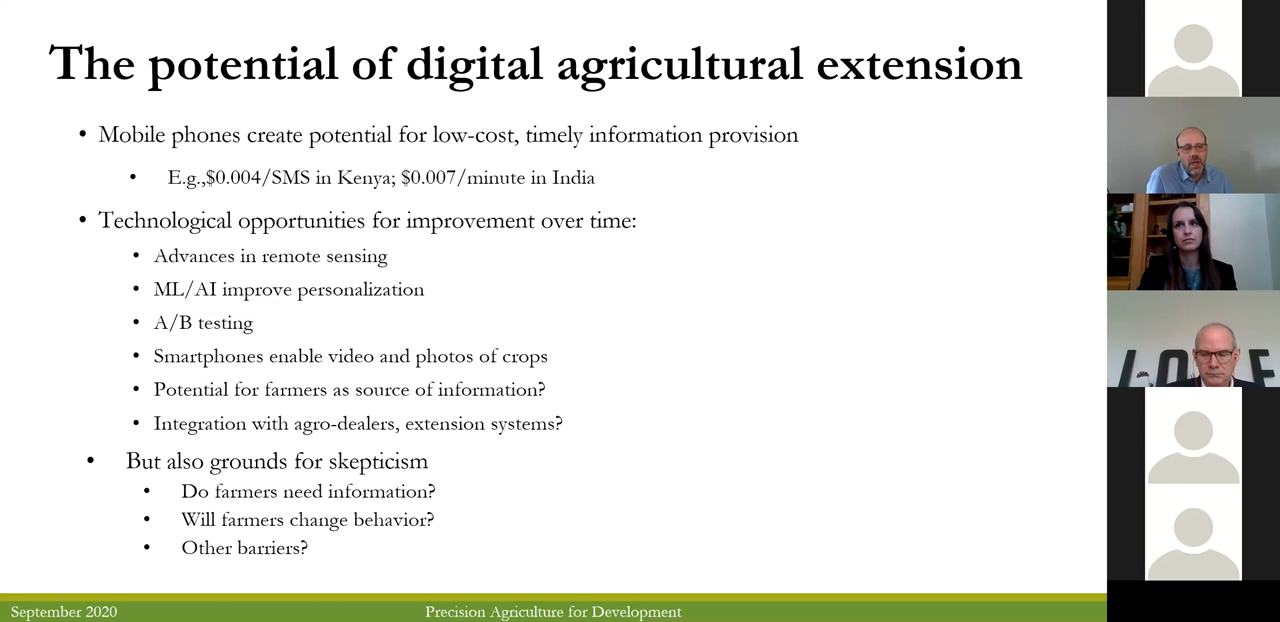 The potential of digital agricultural extension
• Mobile phones create potential for low-cost, timely information provision
• E.g.,$0.004/SMS in Kenya; $0.007/minute in India
• Technological opportunities for improvement over time:
• Advances in remote sensing
• ML/AI improve personalization
• A/B testing
• Smartphones enable video and photos of crops
• Potential for farmers as source of information?
• Integration with agro-dealers, extension systems?
• But also grounds for skepticism
• Do farmers need information?
• Will farmers change behavior?
• Other barriers?
September 2020
Precision Agriculture for Development